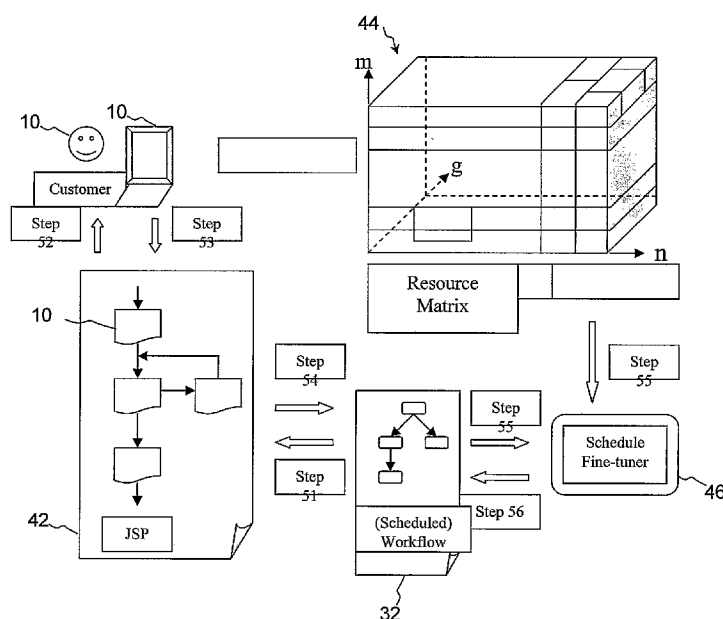 44
m
10
10
Customer
g
Step
52
Step
53
n
Resource
Matrix
10
Step
54
Step
55
Step
55
Schedule
Fine-tuner
46
Step
51
Step 56
42
JSP
(Scheduled)
Workflow
32